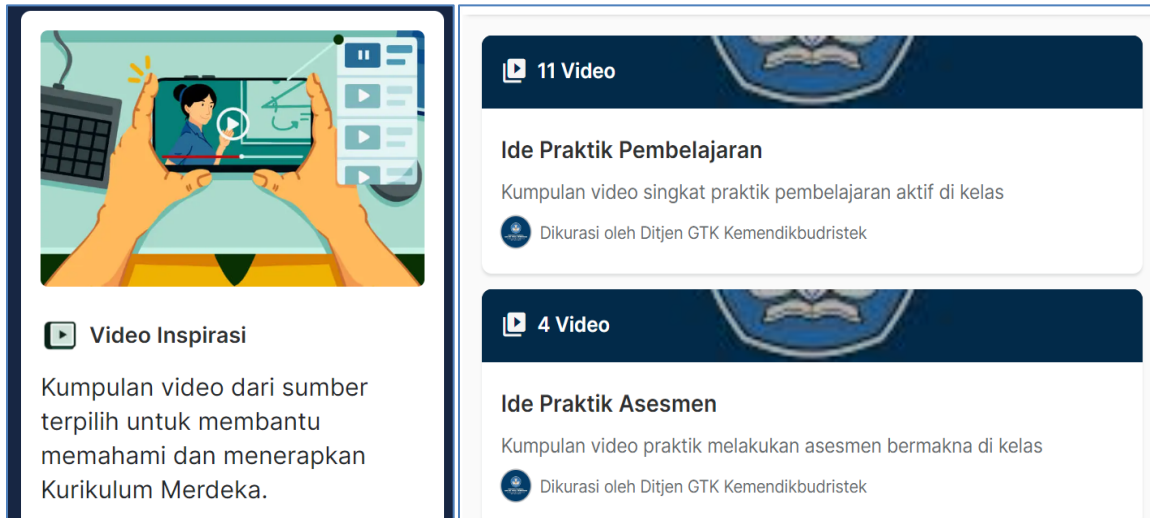 Video Inspirasi
Kumpulan video dari sumber
terpilih untuk membantu
memahami dan menerapkan
Kurikulum Merdeka.
11 Video
Ide Praktik Pembelajaran
Kumpulan video singkat praktik pembelajaran aktif di kelas
Dikurasi oleh Ditjen GTK Kemendikbudristek
4 Video
Ide Praktik Asesmen
Kumpulan video praktik melakukan asesmen bermakna di kelas
Dikurasi oleh Ditjen GTK Kemendikbudristek